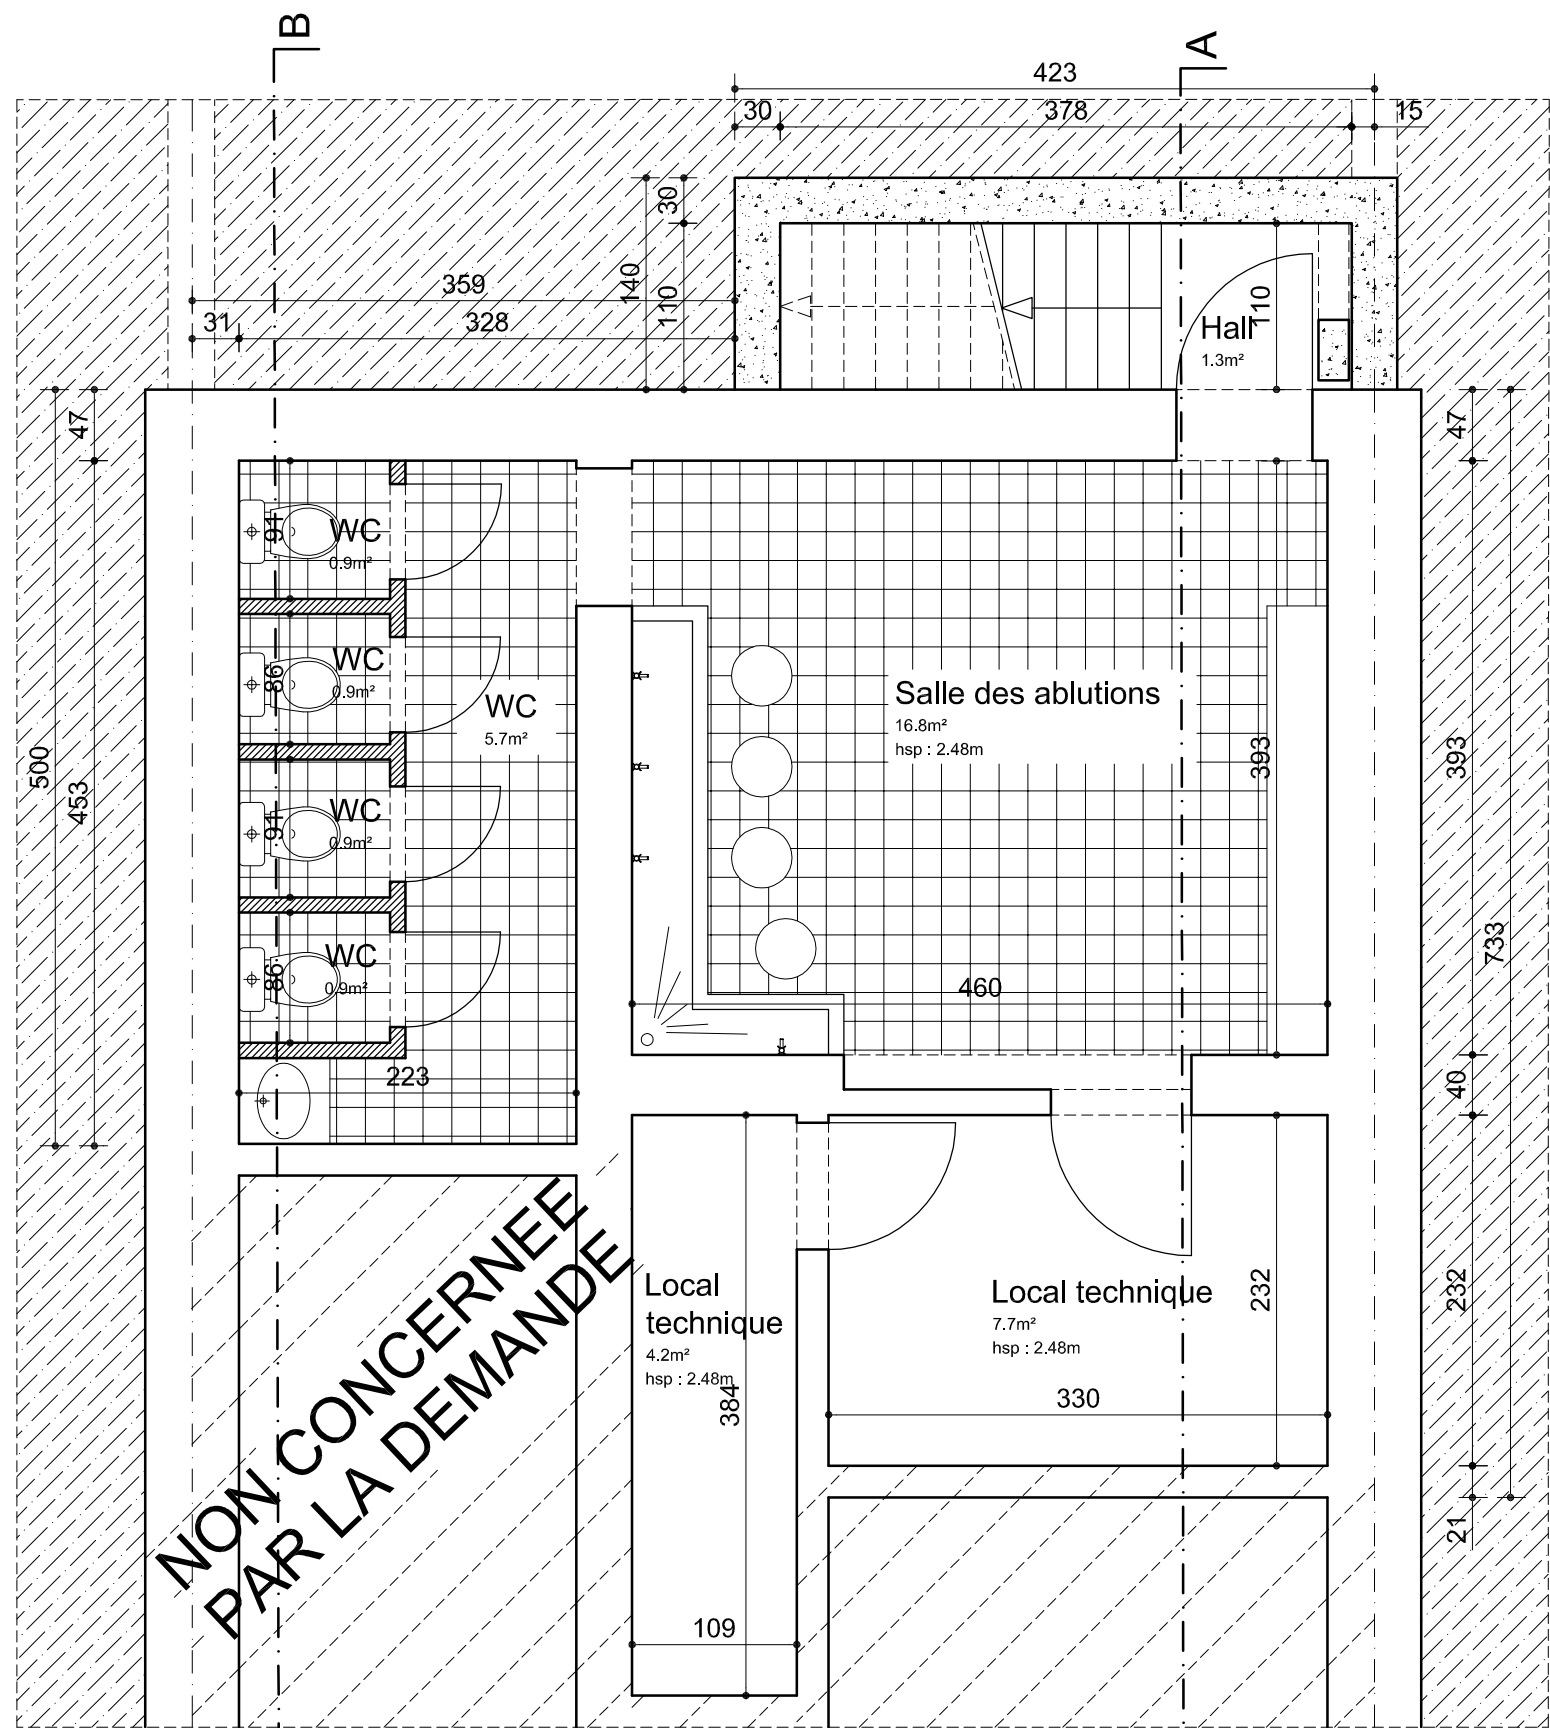 B
A
423
30
378
15
30
140
110
359
31
328
110
Hall
1.3m²
47
47
WC
0.9m²
91
WC
0.9m²
86
WC
5.7m²
Salle des ablutions
16.8m²
hsp : 2.48m
500
453
393
393
WC
0.9m²
91
WC
0.9m²
86
460
733
223
40
NON CONCERNEE
PAR LA DEMANDE
Local
technique
4.2m²
hsp : 2.48m
384
Local technique
7.7m²
hsp : 2.48m
232
232
330
21
109